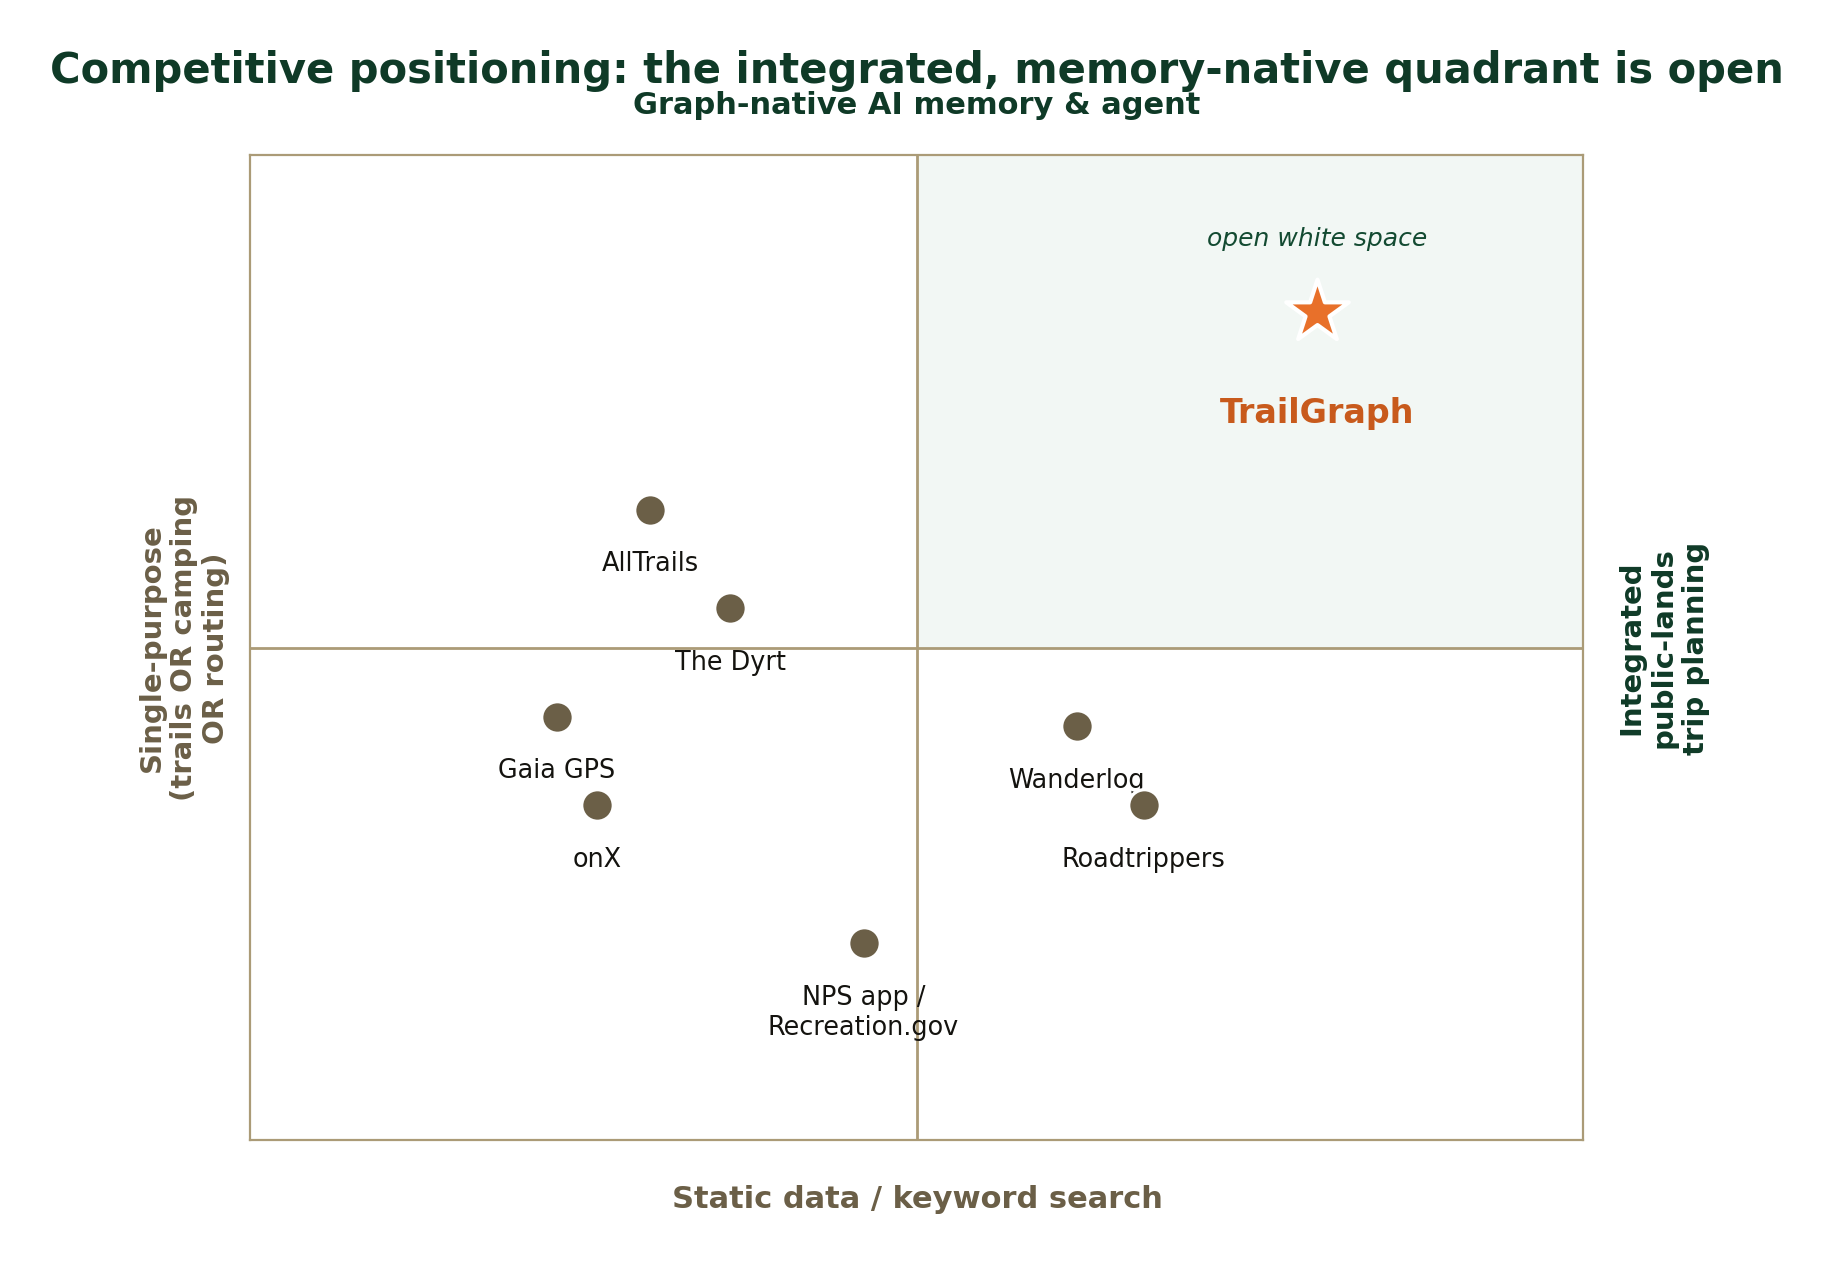 Competitive positioning: the integrated, memory-native quadrant is open
Graph-native AI memory & agent
open white space
TrailGraph
AllTrails
The Dyrt
Single-purpose
(trails OR camping
OR routing)
Integrated
public-lands
trip planning
Gaia GPS
Wanderlog
onX
Roadtrippers
NPS app /
Recreation.gov
Static data / keyword search